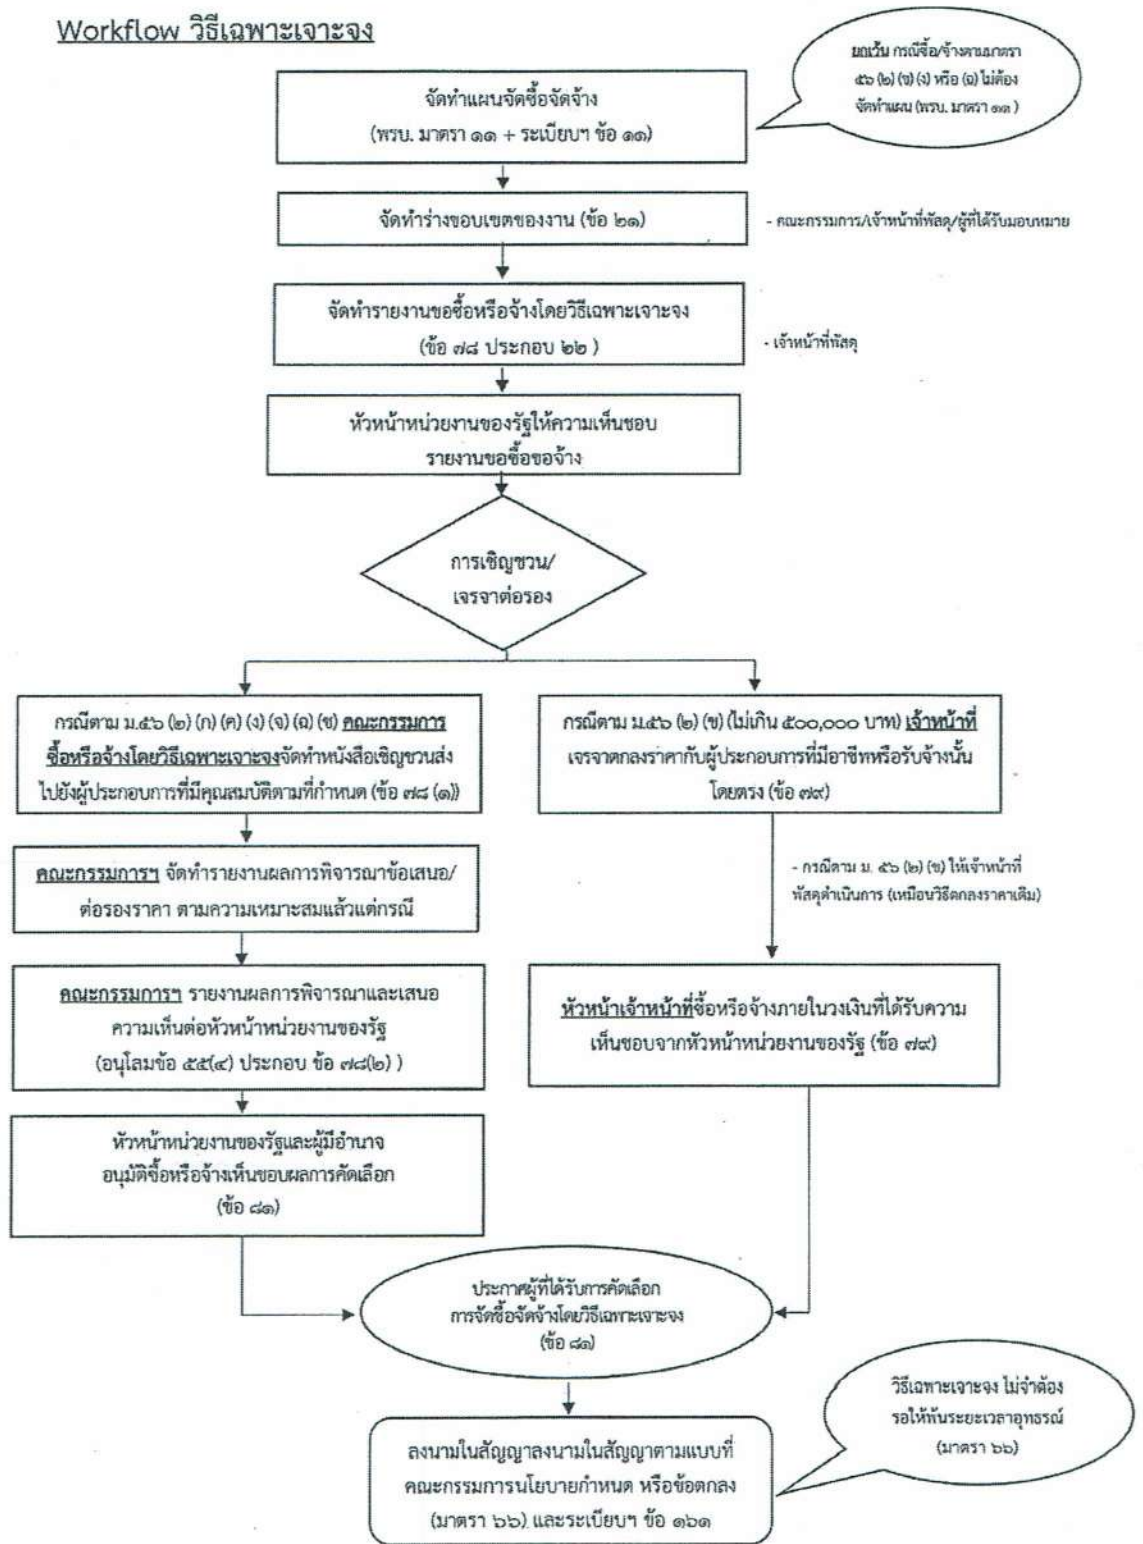 Workflow วิธีเฉพาะเจาะจง
ยกเว้น กรณีซื้อ/จ้างตามมาตรา
๕๖ (๒) (ข) (ง) หรือ (ฉ) ไม่ต้อง
จัดทำแผน (พรบ. มาตรา ๑๑)
จัดทำแผนจัดซื้อจัดจ้าง
(พรบ. มาตรา ๑๑ + ระเบียบฯ ข้อ ๑๑)
จัดทำร่างขอบเขตของงาน (ข้อ ๒๑)
- คณะกรรมการ/เจ้าหน้าที่พัสดุ/ผู้ที่ได้รับมอบหมาย
จัดทำรายงานขอซื้อหรือจ้างโดยวิธีเฉพาะเจาะจง
(ข้อ ๗๘ ประกอบ ๒๒ )
- เจ้าหน้าที่พัสดุ
หัวหน้าหน่วยงานของรัฐให้ความเห็นชอบ
รายงานขอซื้อขอจ้าง
การเชิญชวน/
เจรจาต่อรอง
กรณีตาม ม.๕๖ (๒) (ก) (ค) (ง) (จ) (ฉ) (ช) คณะกรรมการ
ซื้อหรือจ้างโดยวิธีเฉพาะเจาะจงจัดทำหนังสือเชิญชวนส่ง
ไปยังผู้ประกอบการที่มีคุณสมบัติตามที่กำหนด (ข้อ ๗๘ (๑))
กรณีตาม ม.๕๖ (๒) (ข) (ไม่เกิน ๕๐๐,๐๐๐ บาท) เจ้าหน้าที่
เจรจาตกลงราคากับผู้ประกอบการที่มีอาชีพหรือรับจ้างนั้น
โดยตรง (ข้อ ๗๙)
คณะกรรมการฯ จัดทำรายงานผลการพิจารณาข้อเสนอ/
ต่อรองราคา ตามความเหมาะสมแล้วแต่กรณี
- กรณีตาม ม. ๕๖ (๒) (ข) ให้เจ้าหน้าที่
พัสดุดำเนินการ (เหมือนวิธีตกลงราคาเดิม)
คณะกรรมการฯ รายงานผลการพิจารณาและเสนอ
ความเห็นต่อหัวหน้าหน่วยงานของรัฐ
(อนุโลมข้อ ๕๕(๔) ประกอบ ข้อ ๗๘(๒) )
หัวหน้าเจ้าหน้าที่ซื้อหรือจ้างภายในวงเงินที่ได้รับความ
เห็นชอบจากหัวหน้าหน่วยงานของรัฐ (ข้อ ๗๙)
หัวหน้าหน่วยงานของรัฐและผู้มีอำนาจ
อนุมัติซื้อหรือจ้างเห็นชอบผลการคัดเลือก
(ข้อ ๘๑)
ประกาศผู้ที่ได้รับการคัดเลือก
การจัดซื้อจัดจ้างโดยวิธีเฉพาะเจาะจง
(ข้อ ๘๑)
วิธีเฉพาะเจาะจง ไม่จำต้อง
รอให้พ้นระยะเวลาอุทธรณ์
(มาตรา ๖๖)
ลงนามในสัญญาลงนามในสัญญาตามแบบที่
คณะกรรมการนโยบายกำหนด หรือข้อตกลง
(มาตรา ๖๖) และระเบียบฯ ข้อ ๑๖๑